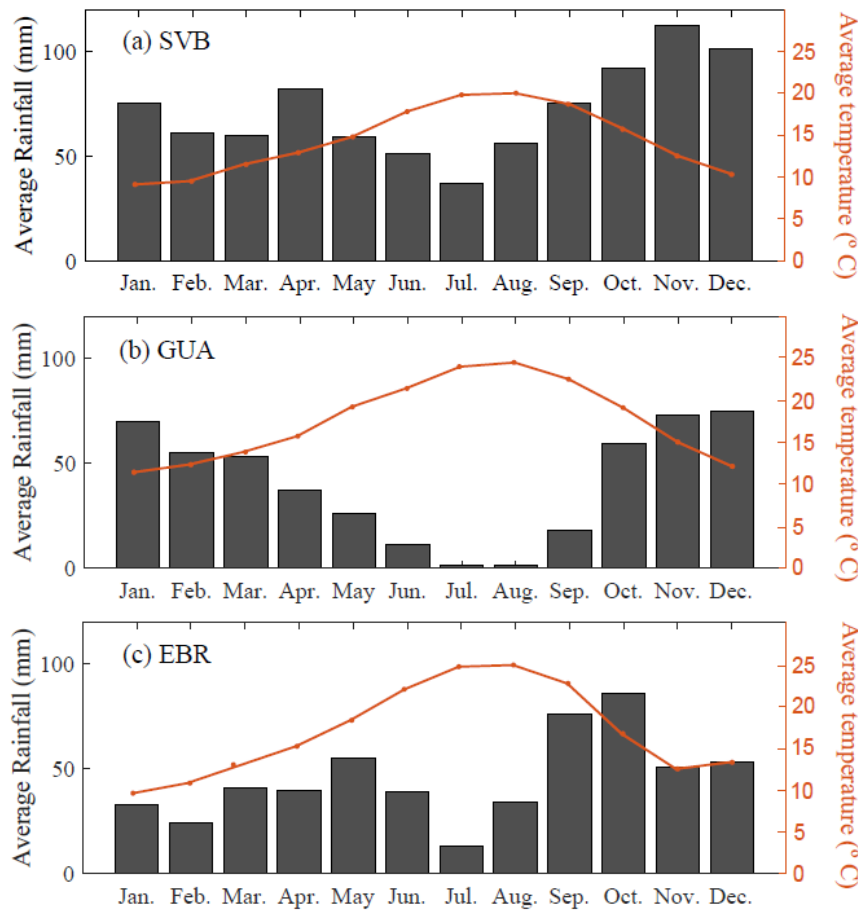 (a) SVB
Average Rainfall (mm)
100
50
0
Average temperature (º C)
25
20
15
10
5
0
Jan. Feb. Mar. Apr. May Jun. Jul. Aug. Sep. Oct. Nov. Dec.
(b) GUA
Average Rainfall (mm)
100
50
0
Average temperature (º C)
25
20
15
10
5
0
Jan. Feb. Mar. Apr. May Jun. Jul. Aug. Sep. Oct. Nov. Dec.
(c) EBR
Average Rainfall (mm)
100
50
0
Average temperature (º C)
25
20
15
10
5
0
Jan. Feb. Mar. Apr. May Jun. Jul. Aug. Sep. Oct. Nov. Dec.